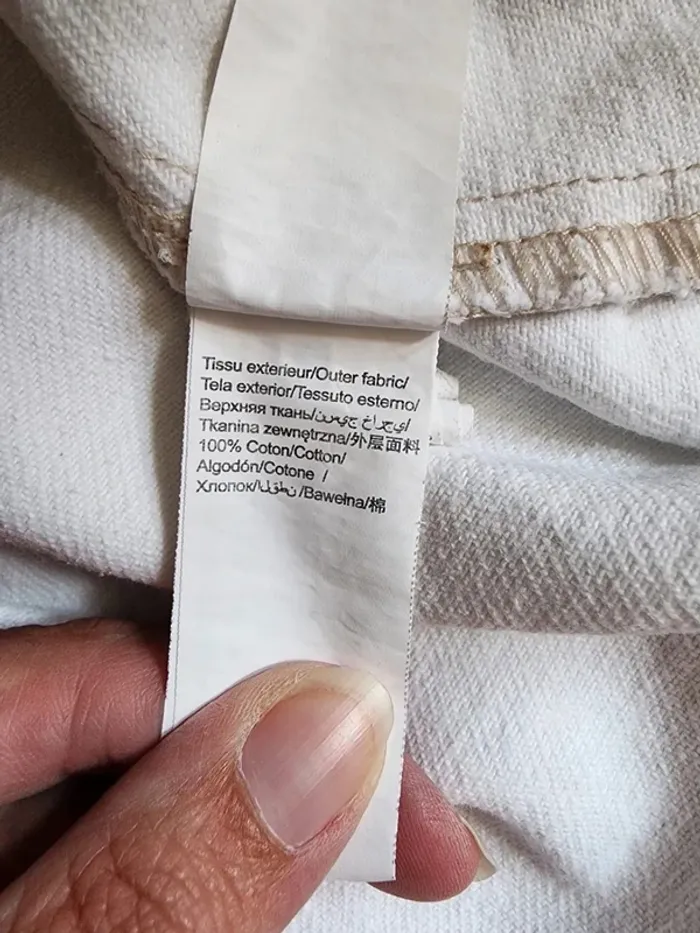 Tissu exterieur/Outer fabric/
Tela exterior/Tessuto esterno/
Верхняя ткань/نسيج خارجي/
Tkanina zewnętrzna/外层面料
100% Coton/Cotton/
Algodón/Cotone /
Хлопок/القطن/Bawełna/棉